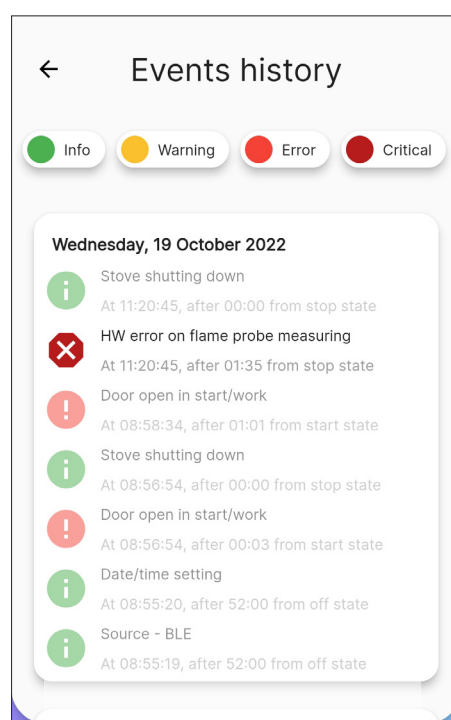 Events history
Info
Warning
Error
Critical
Wednesday, 19 October 2022
Stove shutting down
At 11:20:45, after 00:00 from stop state
HW error on flame probe measuring
At 11:20:45, after 01:35 from stop state
Door open in start/work
At 08:58:34, after 01:01 from start state
Stove shutting down
At 08:56:54, after 00:00 from stop state
Door open in start/work
At 08:56:54, after 00:03 from start state
Date/time setting
At 08:55:20, after 52:00 from off state
Source - BLE
At 08:55:19, after 52:00 from off state